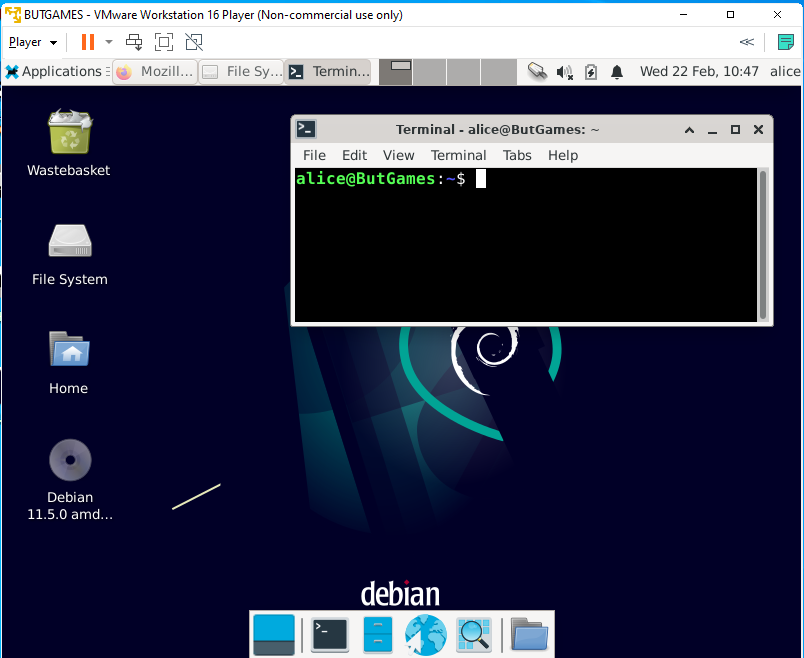 BUTGAMES - VMware Workstation 16 Player (Non-commercial use only)
Player
Applications
Mozill...
File Sy...
Termin...
Wed 22 Feb, 10:47
alice
Wastebasket
File System
Home
Debian
11.5.0 amd...
Terminal - alice@ButGames: ~
File Edit View Terminal Tabs Help
alice@ButGames:~$
debian